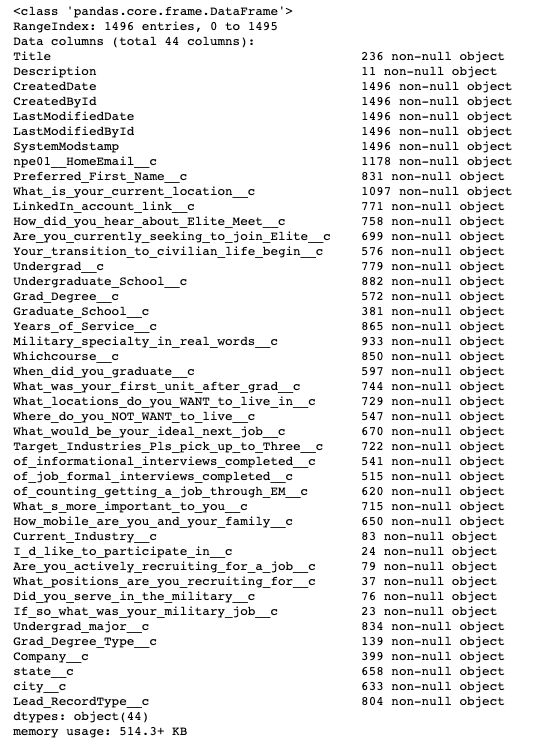 <class 'pandas.core.frame.DataFrame'>
RangeIndex: 1496 entries, 0 to 1495
Data columns (total 44 columns):
Title 236 non-null object
Description 11 non-null object
CreatedDate 1496 non-null object
CreatedById 1496 non-null object
LastModifiedDate 1496 non-null object
LastModifiedById 1496 non-null object
SystemModstamp 1496 non-null object
npe01__HomeEmail__c 1178 non-null object
Preferred_First_Name__c 831 non-null object
What_is_your_current_location__c 1097 non-null object
LinkedIn_account_link__c 771 non-null object
How_did_you_hear_about_Elite_Meet__c 758 non-null object
Are_you_currently_seeking_to_join_Elite__c 699 non-null object
Your_transition_to_civilian_life_begin__c 576 non-null object
Undergrad__c 779 non-null object
Undergraduate_School__c 882 non-null object
Grad_Degree__c 572 non-null object
Graduate_School__c 381 non-null object
Years_of_Service__c 865 non-null object
Military_specialty_in_real_words__c 933 non-null object
Whichcourse__c 850 non-null object
When_did_you_graduate__c 597 non-null object
What_was_your_first_unit_after_grad__c 744 non-null object
What_locations_do_you_WANT_to_live_in__c 729 non-null object
Where_do_you_NOT_WANT_to_live__c 547 non-null object
What_would_be_your_ideal_next_job__c 670 non-null object
Target_Industries_Pls_pick_up_to_Three__c 722 non-null object
of_informational_interviews_completed__c 541 non-null object
of_job_formal_interviews_completed__c 515 non-null object
of_counting_getting_a_job_through_EM__c 620 non-null object
What_s_more_important_to_you__c 715 non-null object
How_mobile_are_you_and_your_family__c 650 non-null object
Current_Industry__c 83 non-null object
I_d_like_to_participate_in__c 24 non-null object
Are_you_actively_recruiting_for_a_job__c 79 non-null object
What_positions_are_you_recruiting_for__c 37 non-null object
Did_you_serve_in_the_military__c 76 non-null object
If_so_what_was_your_military_job__c 23 non-null object
Undergrad_major__c 834 non-null object
Grad_Degree_Type__c 139 non-null object
Company__c 399 non-null object
state__c 658 non-null object
city__c 633 non-null object
Lead_RecordType__c 804 non-null object
dtypes: object(44)
memory usage: 514.3+ KB